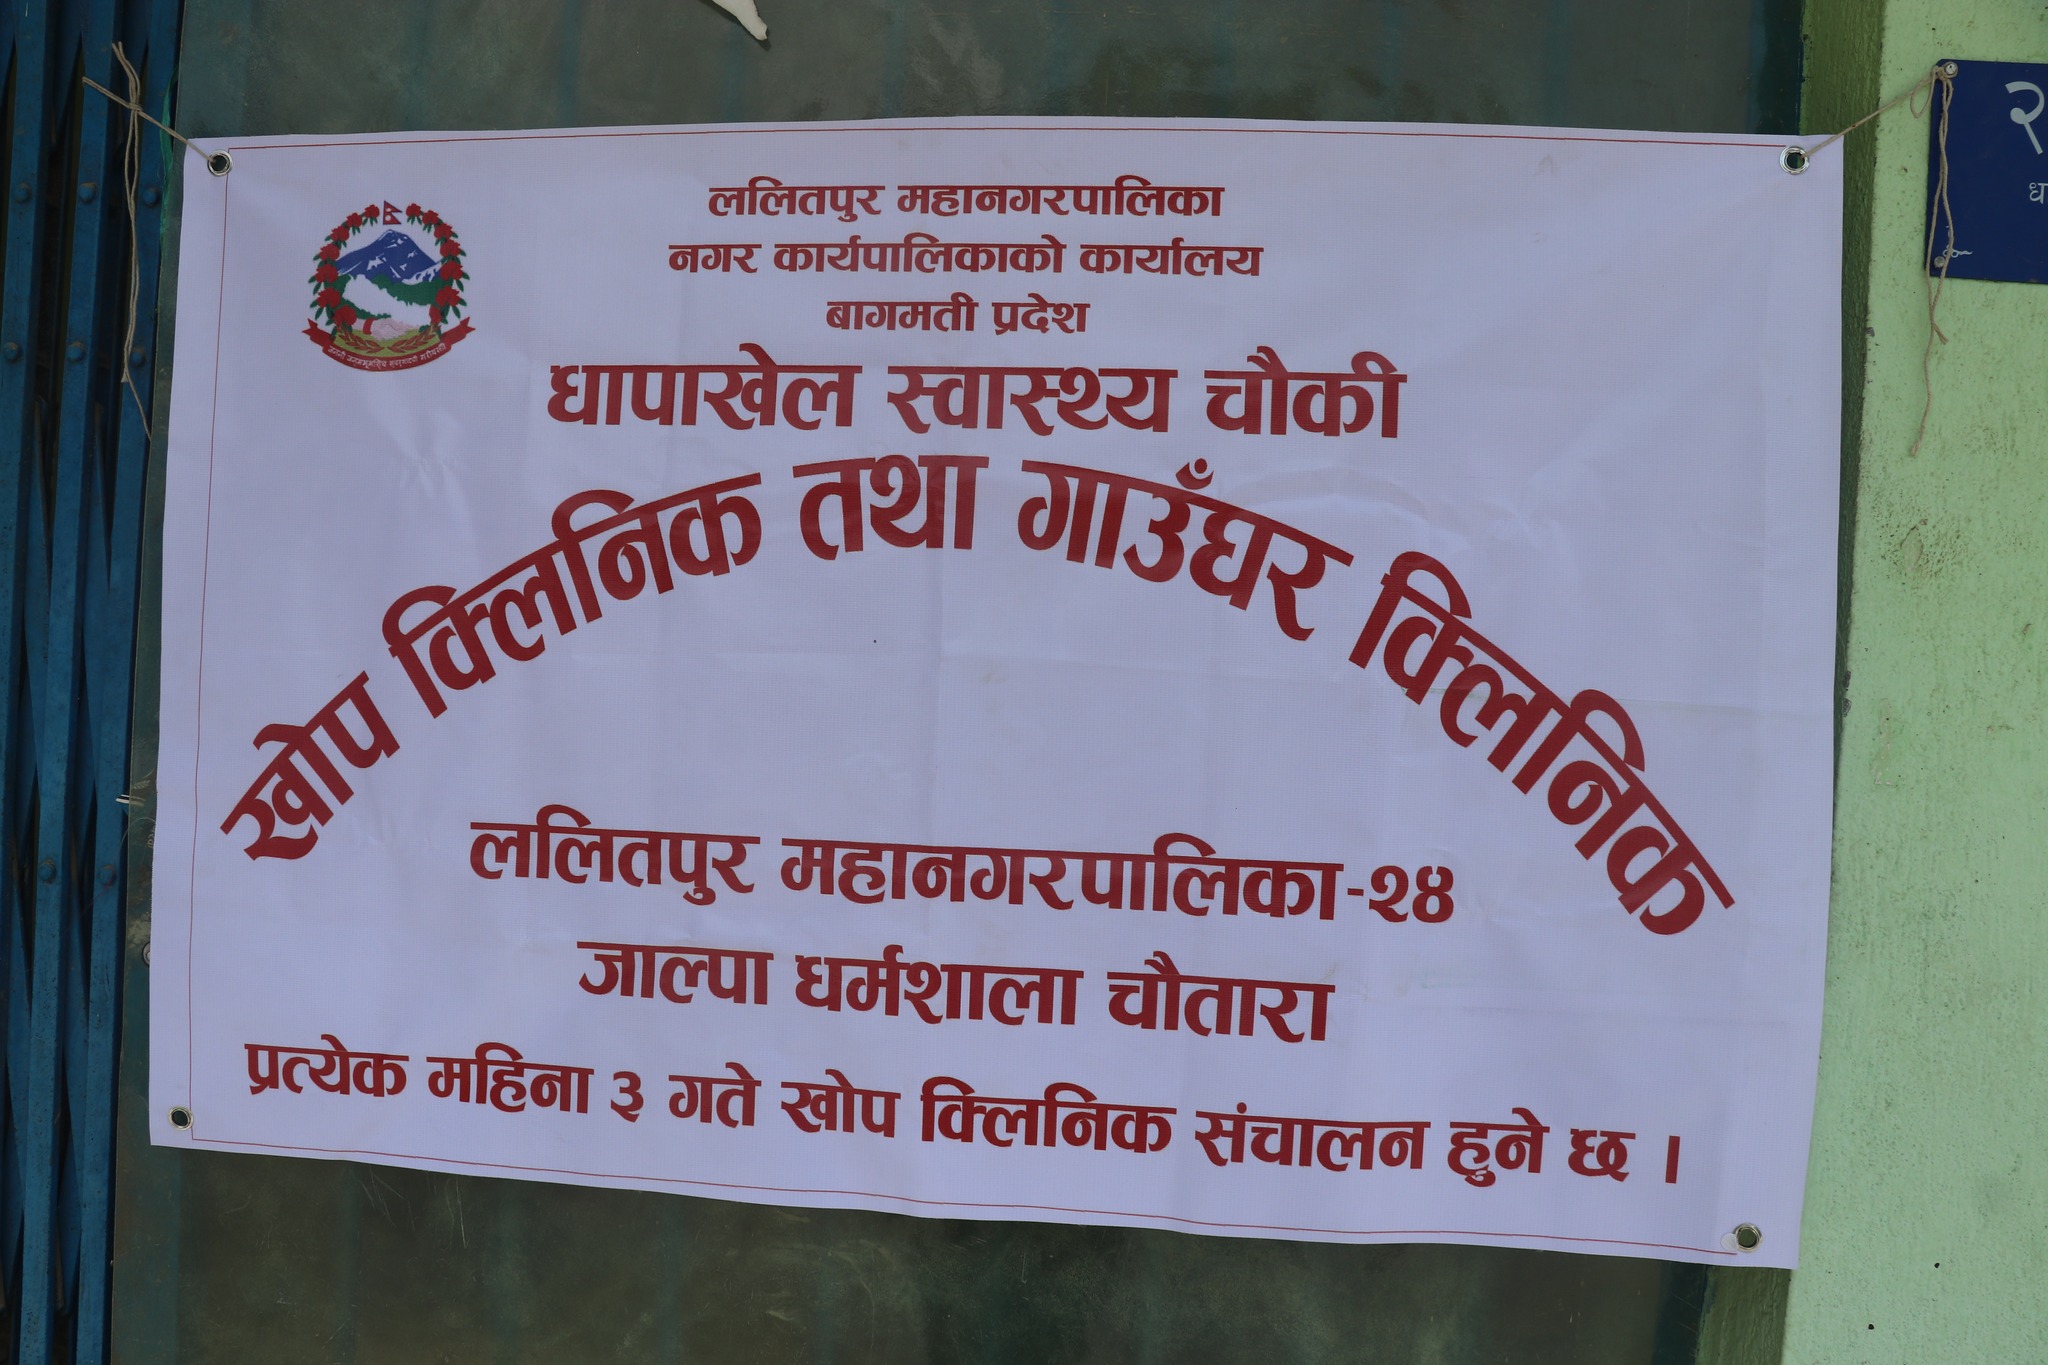 ललितपुर महानगरपालिका
नगर कार्यपालिकाको कार्यालय
बागमती प्रदेश
धापाखेल स्वास्थ्य चौकी
खोप क्लिनिक तथा गाउँघर क्लिनिक
ललितपुर महानगरपालिका-२४
जाल्पा धर्मशाला चौतारा
प्रत्येक महिना ३ गते खोप क्लिनिक संचालन हुने छ ।